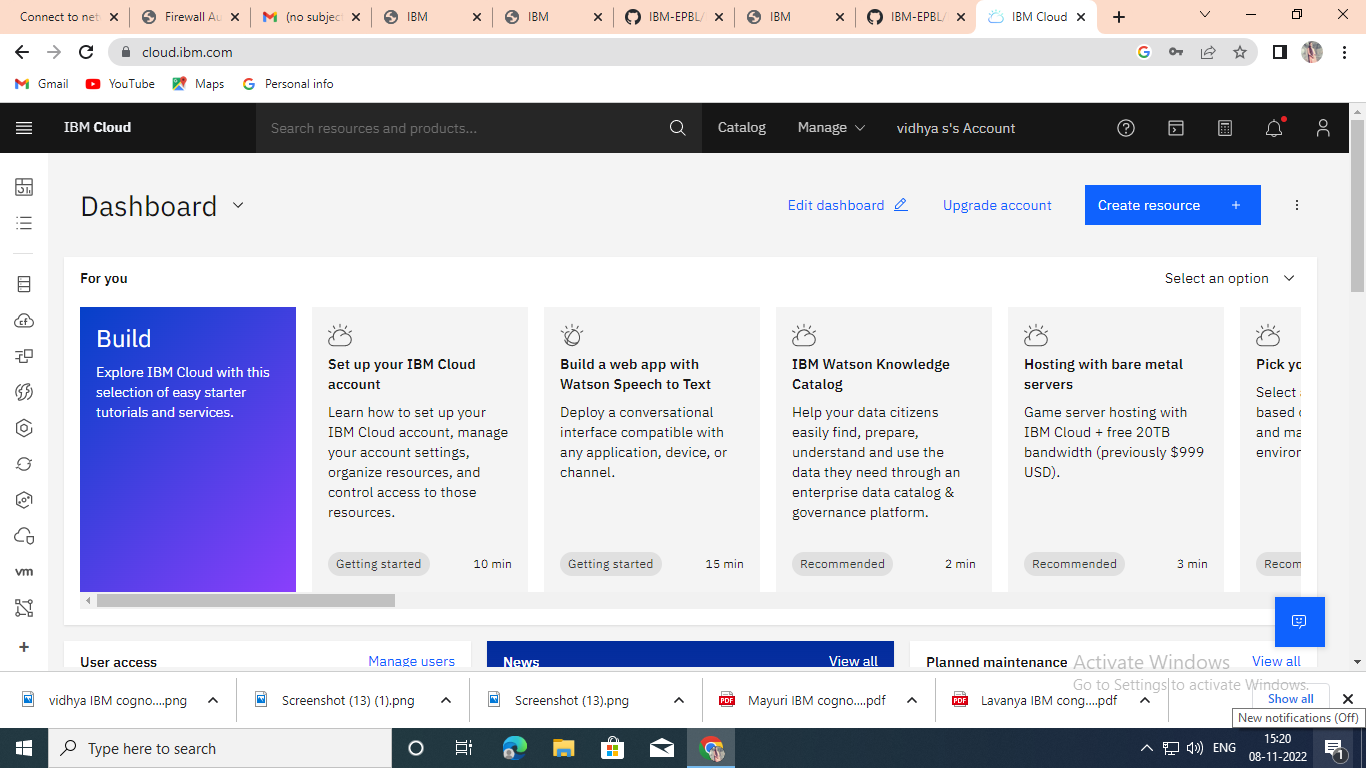 Connect to net
Firewall Au
(no subject
IBM
IBM
IBM-EPBL/
IBM
IBM-EPBL/
IBM Cloud
cloud.ibm.com
Gmail
YouTube
Maps
Personal info
IBM Cloud
Search resources and products...
Catalog
Manage
vidhya s's Account
Dashboard
Edit dashboard
Upgrade account
Create resource
For you
Select an option
Build
Explore IBM Cloud with this
selection of easy starter
tutorials and services.
Set up your IBM Cloud
account
Learn how to set up your
IBM Cloud account, manage
your account settings,
organize resources, and
control access to those
resources.
Getting started
10 min
Build a web app with
Watson Speech to Text
Deploy a conversational
interface compatible with
any application, device, or
channel.
Getting started
15 min
IBM Watson Knowledge
Catalog
Help your data citizens
easily find, prepare,
understand and use the
data they need through an
enterprise data catalog &
governance platform.
Recommended
2 min
Hosting with bare metal
servers
Game server hosting with
IBM Cloud + free 20TB
bandwidth (previously $999
USD).
Recommended
3 min
Pick yo
Select
based
and ma
environ
Recom
vm
User access
Manage users
News
View all
Planned maintenance
View all
Activate Windows
Go to Settings to activate Windows.
vidhya IBM cogno....png
Screenshot (13) (1).png
Screenshot (13).png
Mayuri IBM cogno....pdf
Lavanya IBM cong....pdf
Show all
New notifications (Off)
Type here to search
ENG
15:20
08-11-2022
1